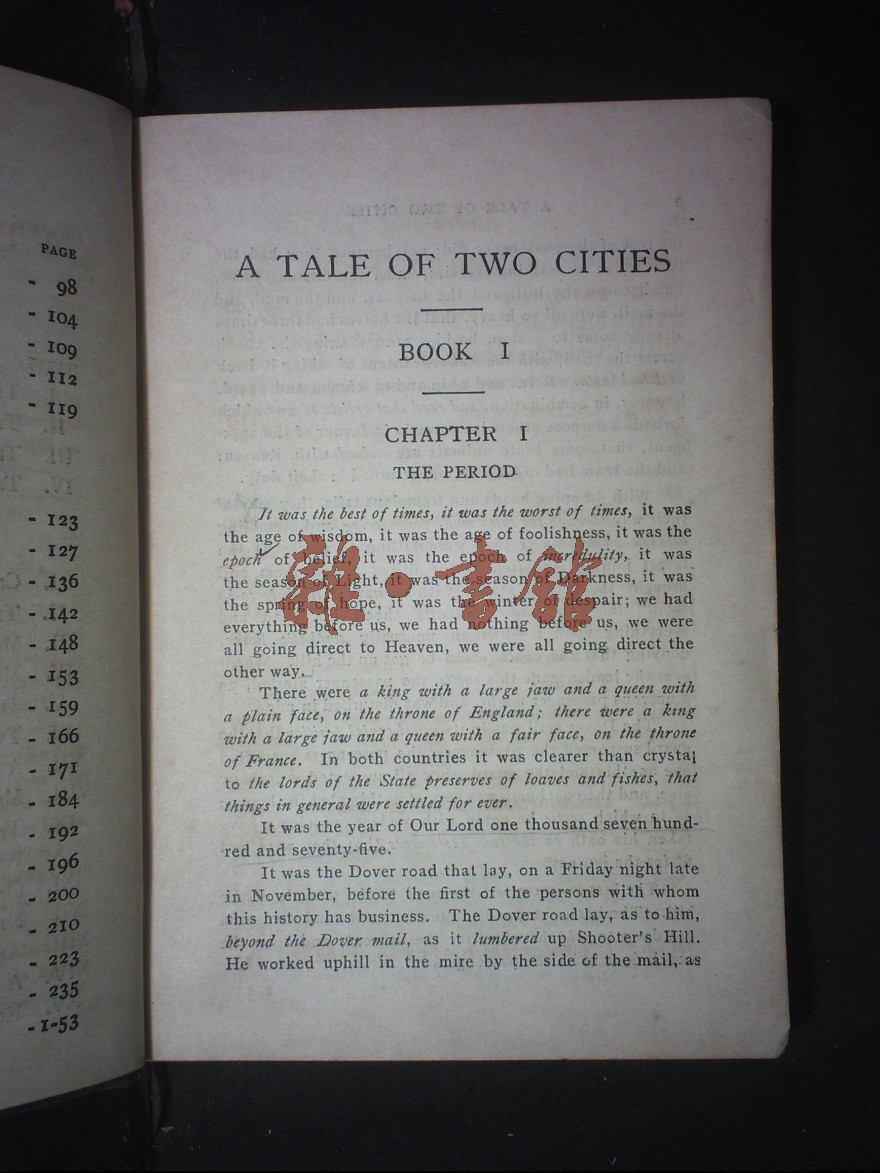 PAGE
- 98
- 104
- 109
- 112
- 119
- 123
- 127
- 136
- 142
- 148
- 153
- 159
- 166
- 171
- 184
- 192
- 196
- 200
- 210
- 223
- 235
- 1-53
A TALE OF TWO CITIES
BOOK I
CHAPTER I
THE PERIOD
It was the best of times, it was the worst of times, it was
the age of wisdom, it was the age of foolishness, it was the
epoch of belief, it was the epoch of incredulity, it was
the season of Light, it was the season of Darkness, it was
the spring of hope, it was the winter of despair; we had
everything before us, we had nothing before us, we were
all going direct to Heaven, we were all going direct the
other way.
There were a king with a large jaw and a queen with
a plain face, on the throne of England; there were a king
with a large jaw and a queen with a fair face, on the throne
of France. In both countries it was clearer than crystal
to the lords of the State preserves of loaves and fishes, that
things in general were settled for ever.
It was the year of Our Lord one thousand seven hund-
red and seventy-five.
It was the Dover road that lay, on a Friday night late
in November, before the first of the persons with whom
this history has business. The Dover road lay, as to him,
beyond the Dover mail, as it lumbered up Shooter's Hill.
He worked uphill in the mire by the side of the mail, as
雜·書館